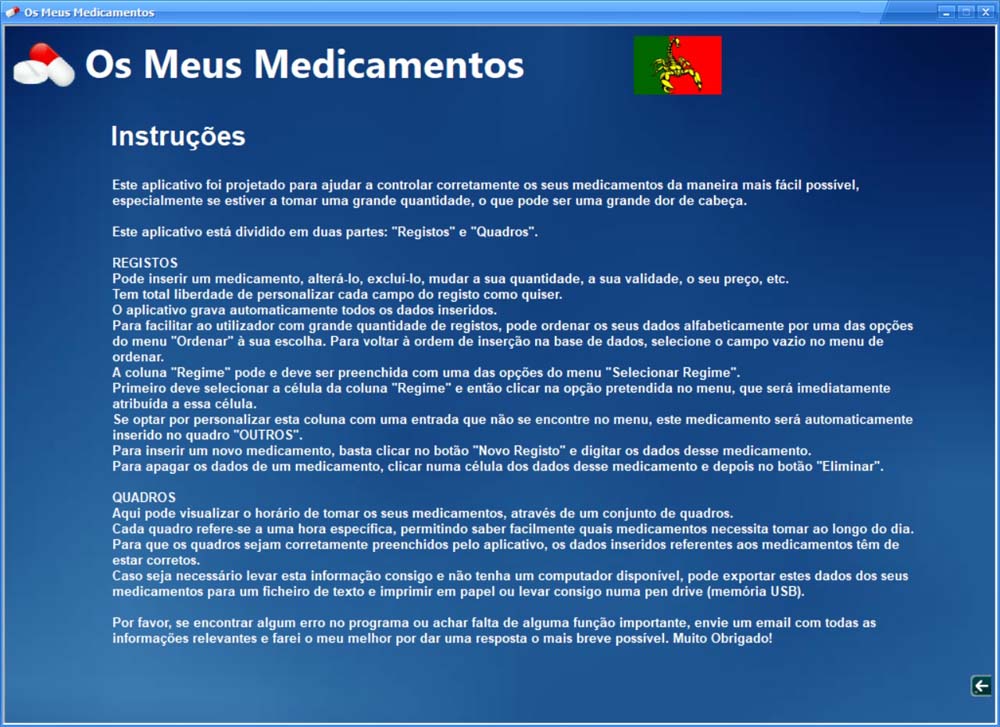 Os Meus Medicamentos
Os Meus Medicamentos
Instruções
Este aplicativo foi projetado para ajudar a controlar corretamente os seus medicamentos da maneira mais fácil possível,
especialmente se estiver a tomar uma grande quantidade, o que pode ser uma grande dor de cabeça.
Este aplicativo está dividido em duas partes: "Registos" e "Quadros".
REGISTOS
Pode inserir um medicamento, alterá-lo, excluí-lo, mudar a sua quantidade, a sua validade, o seu preço, etc.
Tem total liberdade de personalizar cada campo do registo como quiser.
O aplicativo grava automaticamente todos os dados inseridos.
Para facilitar ao utilizador com grande quantidade de registos, pode ordenar os seus dados alfabeticamente por uma das opções
do menu "Ordenar" à sua escolha. Para voltar à ordem de inserção na base de dados, selecione o campo vazio no menu de
ordenar.
A coluna "Regime" pode e deve ser preenchida com uma das opções do menu "Selecionar Regime".
Primeiro deve selecionar a célula da coluna "Regime" e então clicar na opção pretendida no menu, que será imediatamente
atribuída a essa célula.
Se optar por personalizar esta coluna com uma entrada que não se encontre no menu, este medicamento será automaticamente
inserido no quadro "OUTROS".
Para inserir um novo medicamento, basta clicar no botão "Novo Registo" e digitar os dados desse medicamento.
Para apagar os dados de um medicamento, clicar numa célula dos dados desse medicamento e depois no botão "Eliminar".
QUADROS
Aqui pode visualizar o horário de tomar os seus medicamentos, através de um conjunto de quadros.
Cada quadro refere-se a uma hora específica, permitindo saber facilmente quais medicamentos necessita tomar ao longo do dia.
Para que os quadros sejam corretamente preenchidos pelo aplicativo, os dados inseridos referentes aos medicamentos têm de
estar corretos.
Caso seja necessário levar esta informação consigo e não tenha um computador disponível, pode exportar estes dados dos seus
medicamentos para um ficheiro de texto e imprimir em papel ou levar consigo numa pen drive (memória USB).
Por favor, se encontrar algum erro no programa ou achar falta de alguma função importante, envie um email com todas as
informações relevantes e farei o meu melhor por dar uma resposta o mais breve possível. Muito Obrigado!